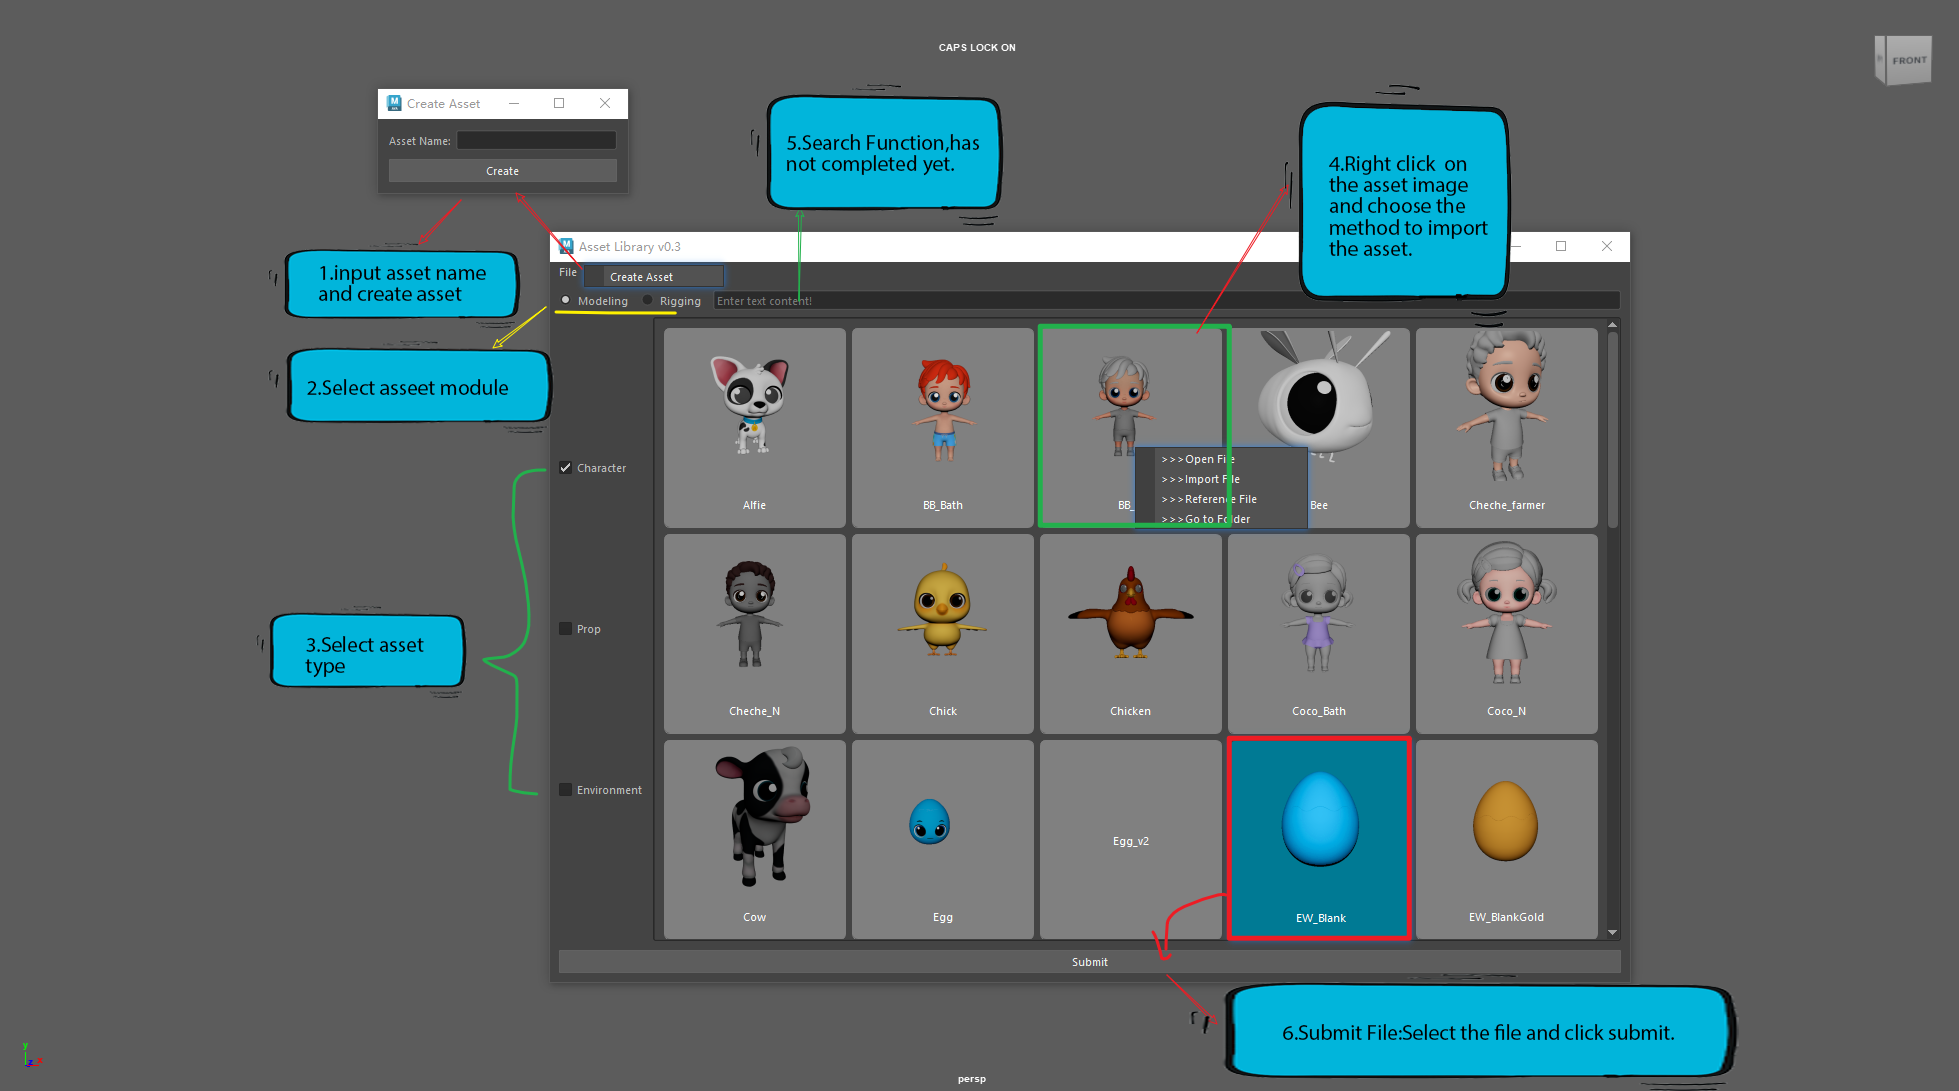 CAPS LOCK ON
FRONT
Create Asset
Asset Name:
Create
5.Search Function,has
not completed yet.
4.Right click on
the asset image
and choose the
method to import
the asset.
1.input asset name
and create asset
Asset Library v0.3
File
Create Asset
Modeling
Rigging
Enter text content!
2.Select asseet module
Character
Prop
Environment
3.Select asset
type
Alfie
BB_Bath
BB_
Bee
Cheche_farmer
>>>Open File
>>>Import File
>>>Reference File
>>>Go to Folder
Cheche_N
Chick
Chicken
Coco_Bath
Coco_N
Cow
Egg
Egg_v2
EW_Blank
EW_BlankGold
Submit
6.Submit File:Select the file and click submit.
y
z
x
persp